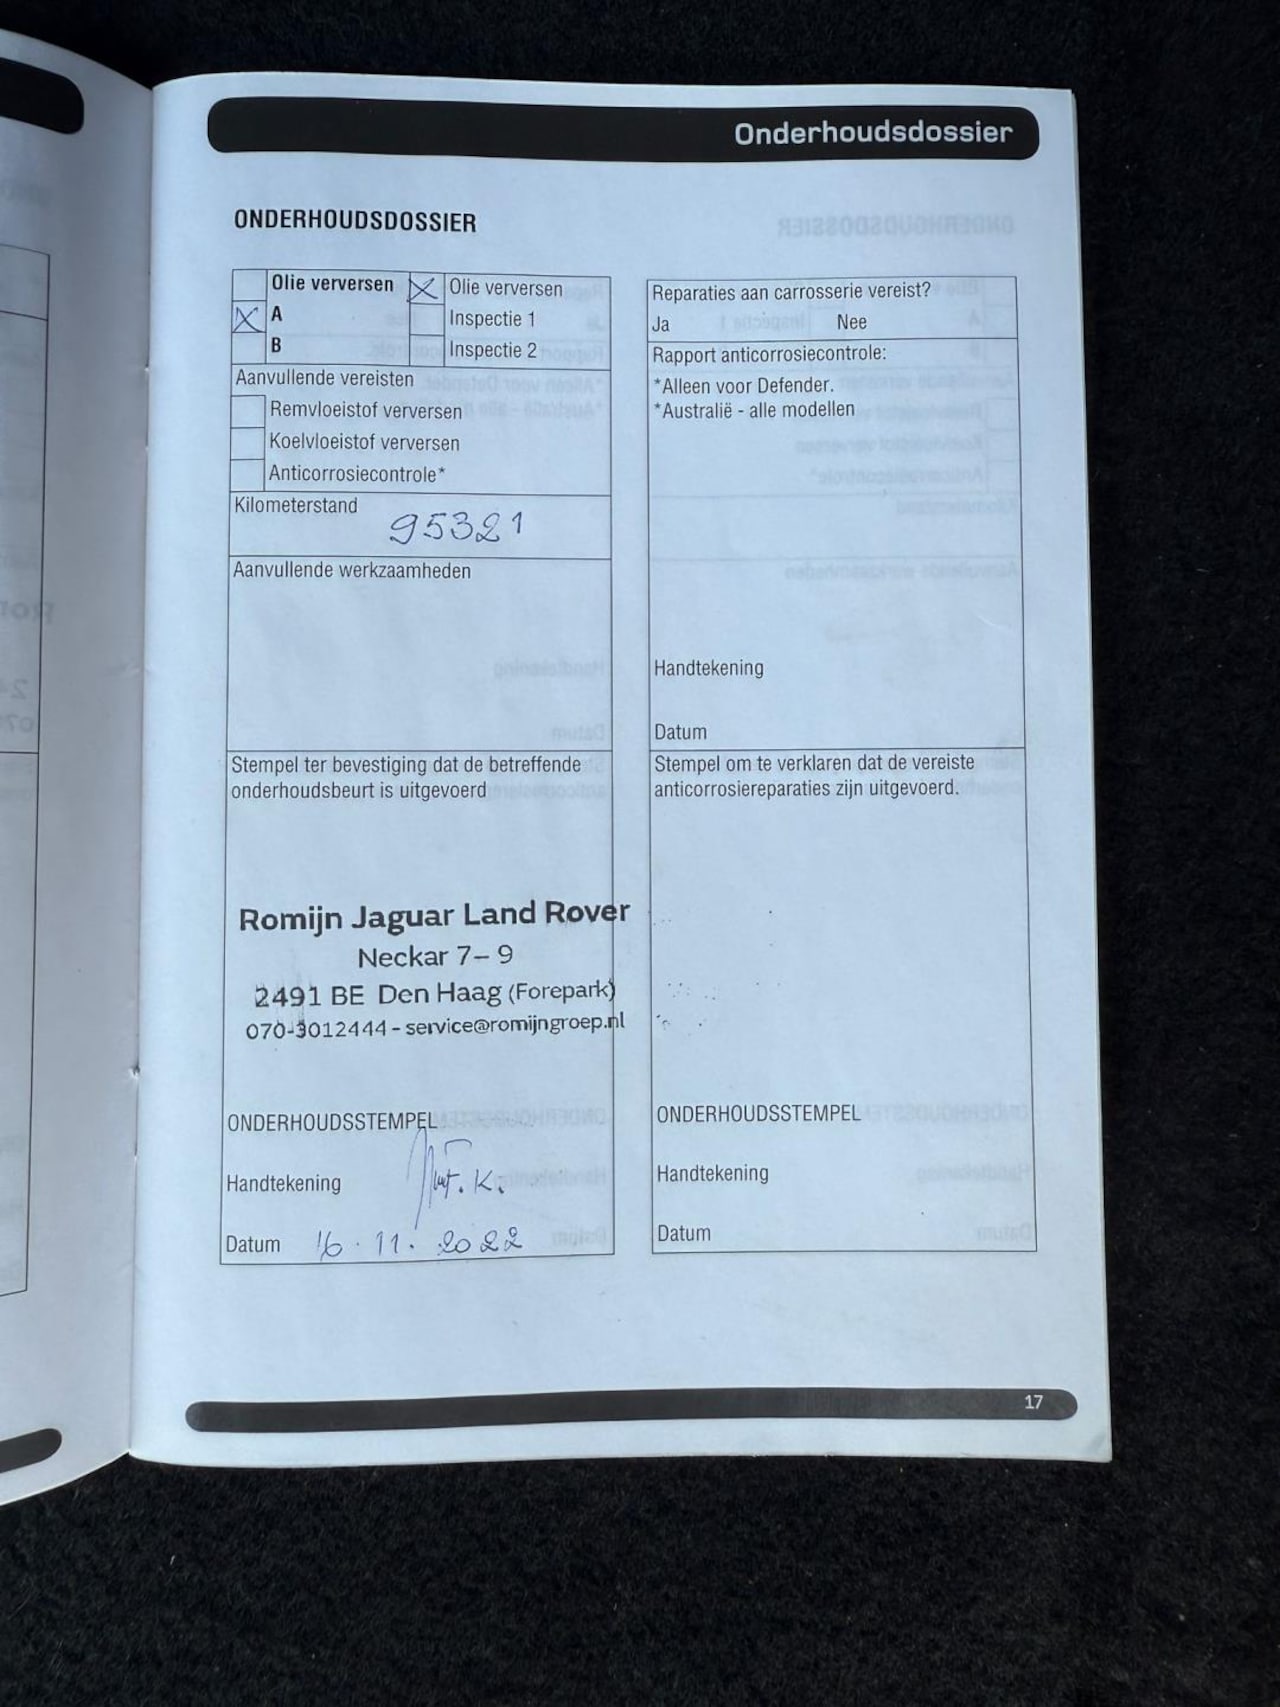 Onderhoudsdossier
ONDERHOUDSDOSSIER
Olie verversen
A
B
Olie verversen
Inspectie 1
Inspectie 2
Aanvullende vereisten
Remvloeistof verversen
Koelvloeistof verversen
Anticorrosiecontrole*
Kilometerstand
95321
Aanvullende werkzaamheden
Stempel ter bevestiging dat de betreffende
onderhoudsbeurt is uitgevoerd
Romijn Jaguar Land Rover
Neckar 7-9
2491 BE Den Haag (Forepark)
070-3012444 - service@romijngroep.nl
ONDERHOUDSSTEMPEL
Handtekening
Datum 16.11.2022
Reparaties aan carrosserie vereist?
Ja Nee
Rapport anticorrosiecontrole:
*Alleen voor Defender.
*Australië - alle modellen
Handtekening
Datum
Stempel om te verklaren dat de vereiste
anticorrosiereparaties zijn uitgevoerd.
ONDERHOUDSSTEMPEL
Handtekening
Datum
17